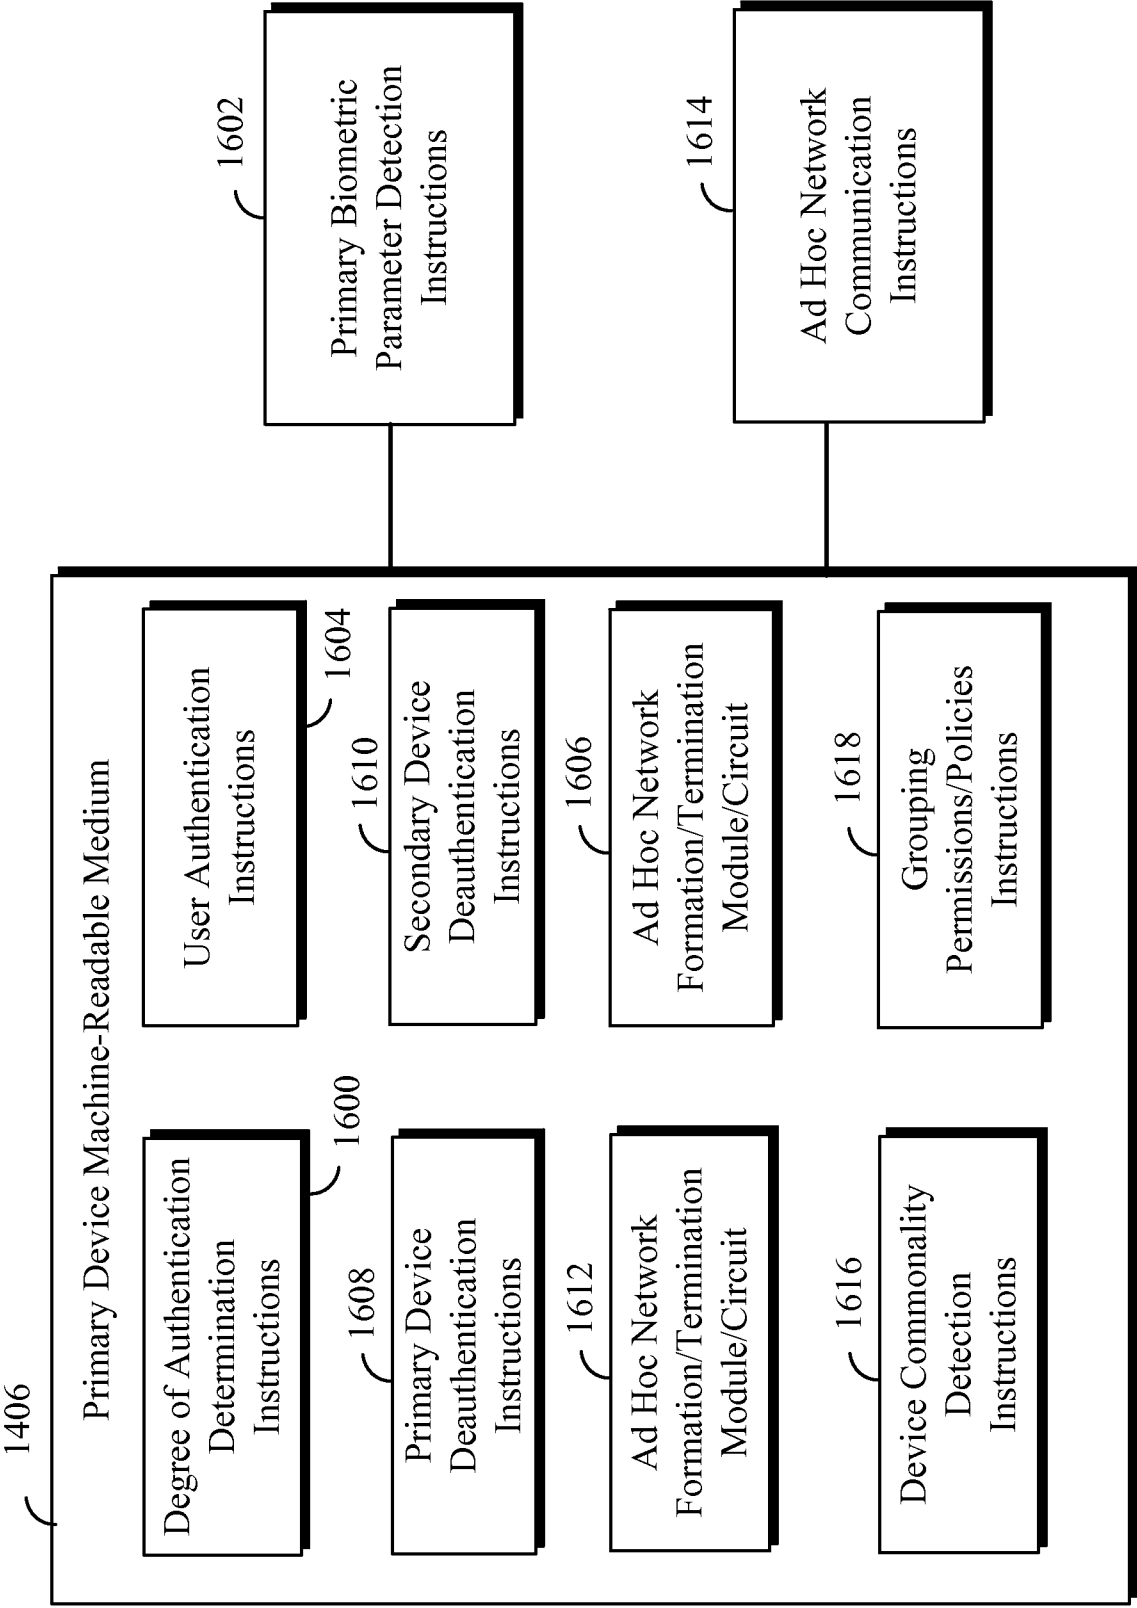 1406
Primary Device Machine-Readable Medium
Degree of Authentication
Determination
Instructions
1600
User Authentication
Instructions
1604
1602
Primary Biometric
Parameter Detection
Instructions
1608
Primary Device
Deauthentication
Instructions
1610
Secondary Device
Deauthentication
Instructions
1612
Ad Hoc Network
Formation/Termination
Module/Circuit
1606
Ad Hoc Network
Formation/Termination
Module/Circuit
1614
Ad Hoc Network
Communication
Instructions
1616
Device Commonality
Detection
Instructions
1618
Grouping
Permissions/Policies
Instructions